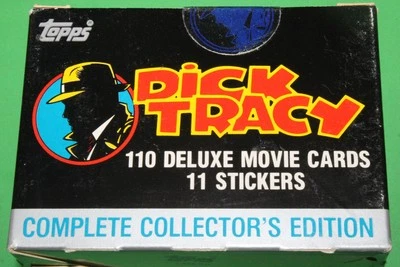 Topps
DICK
TRACY
110 DELUXE MOVIE CARDS
11 STICKERS
COMPLETE COLLECTOR'S EDITION